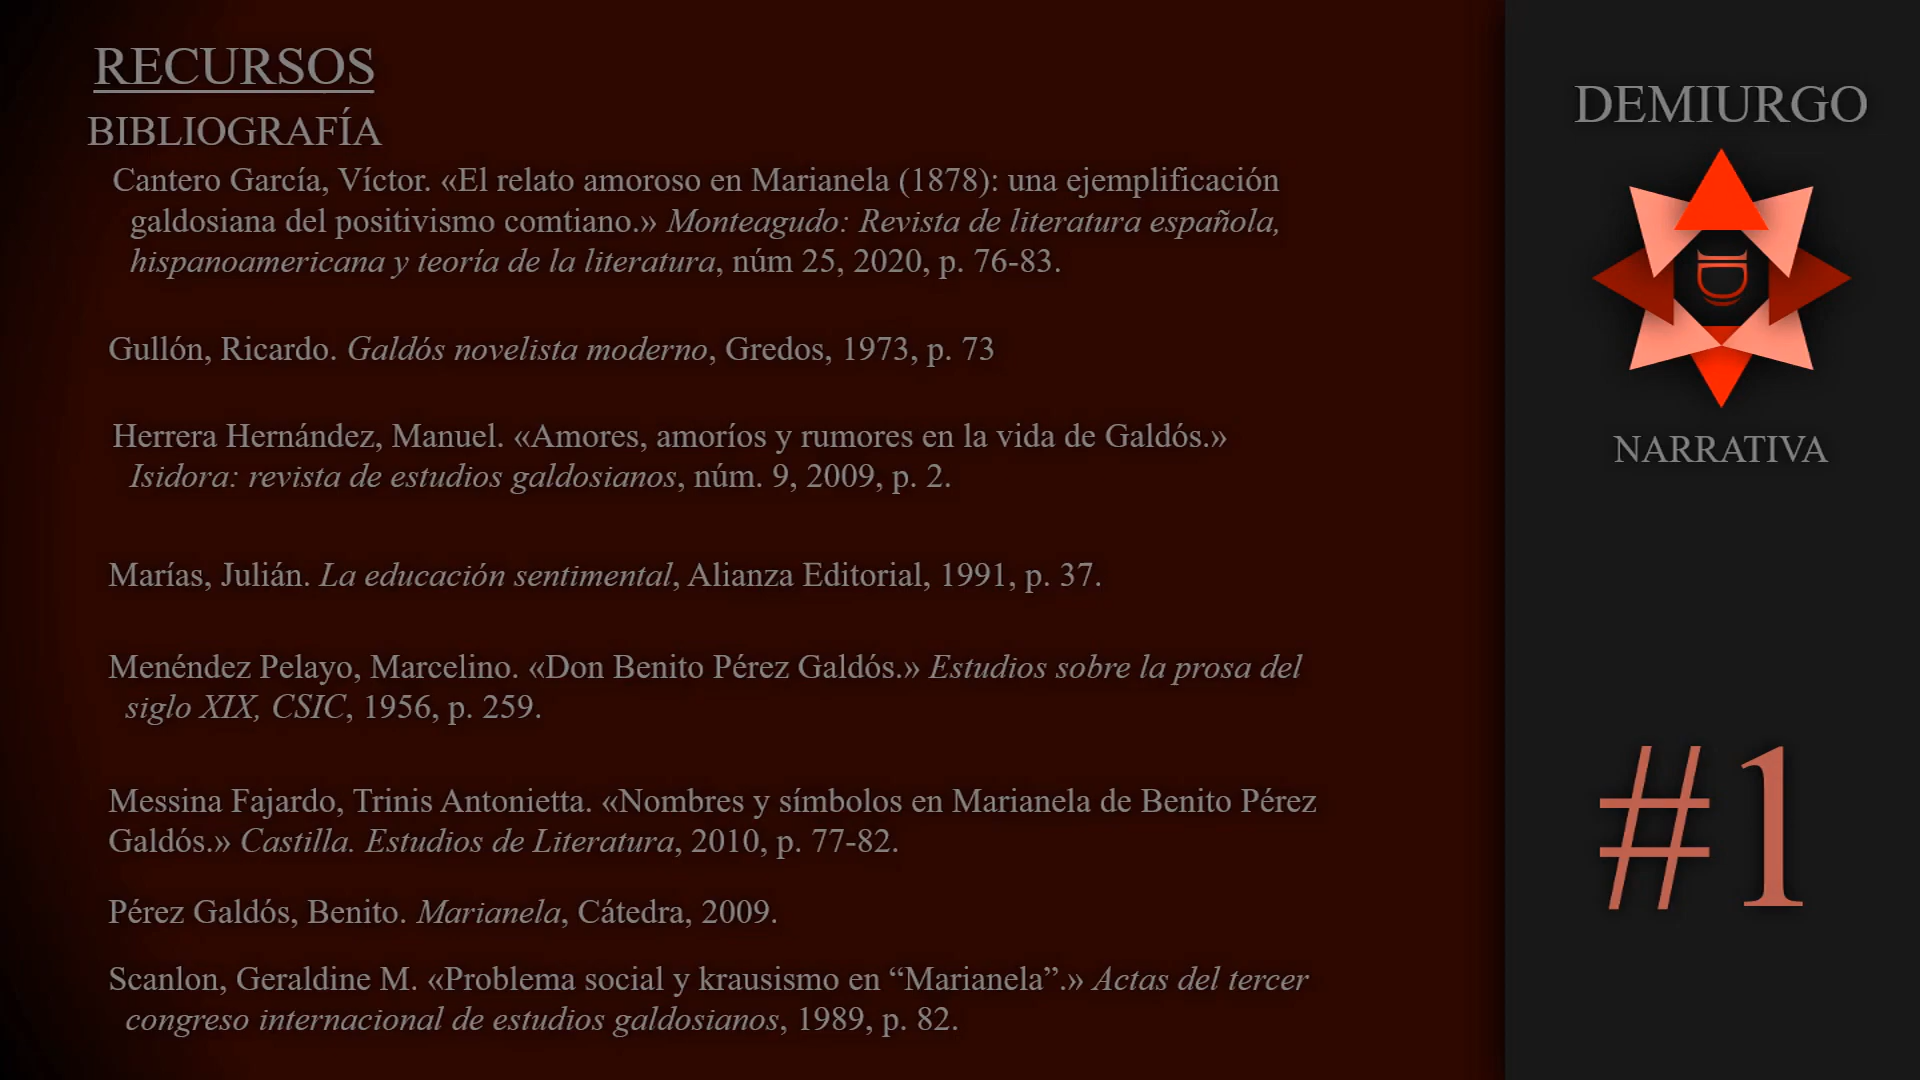 RECURSOS
BIBLIOGRAFÍA
Cantero García, Víctor. «El relato amoroso en Marianela (1878): una ejemplificación
galdosiana del positivismo comtiano.» Monteagudo: Revista de literatura española,
hispanoamericana y teoría de la literatura, núm 25, 2020, p. 76-83.
Gullón, Ricardo. Galdós novelista moderno, Gredos, 1973, p. 73
Herrera Hernández, Manuel. «Amores, amoríos y rumores en la vida de Galdós.»
Isidora: revista de estudios galdosianos, núm. 9, 2009, p. 2.
Marías, Julián. La educación sentimental, Alianza Editorial, 1991, p. 37.
Menéndez Pelayo, Marcelino. «Don Benito Pérez Galdós.» Estudios sobre la prosa del
siglo XIX, CSIC, 1956, p. 259.
Messina Fajardo, Trinis Antonietta. «Nombres y símbolos en Marianela de Benito Pérez
Galdós.» Castilla. Estudios de Literatura, 2010, p. 77-82.
Pérez Galdós, Benito. Marianela, Cátedra, 2009.
Scanlon, Geraldine M. «Problema social y krausismo en “Marianela”.» Actas del tercer
congreso internacional de estudios galdosianos, 1989, p. 82.
DEMIURGO
D
NARRATIVA
#1